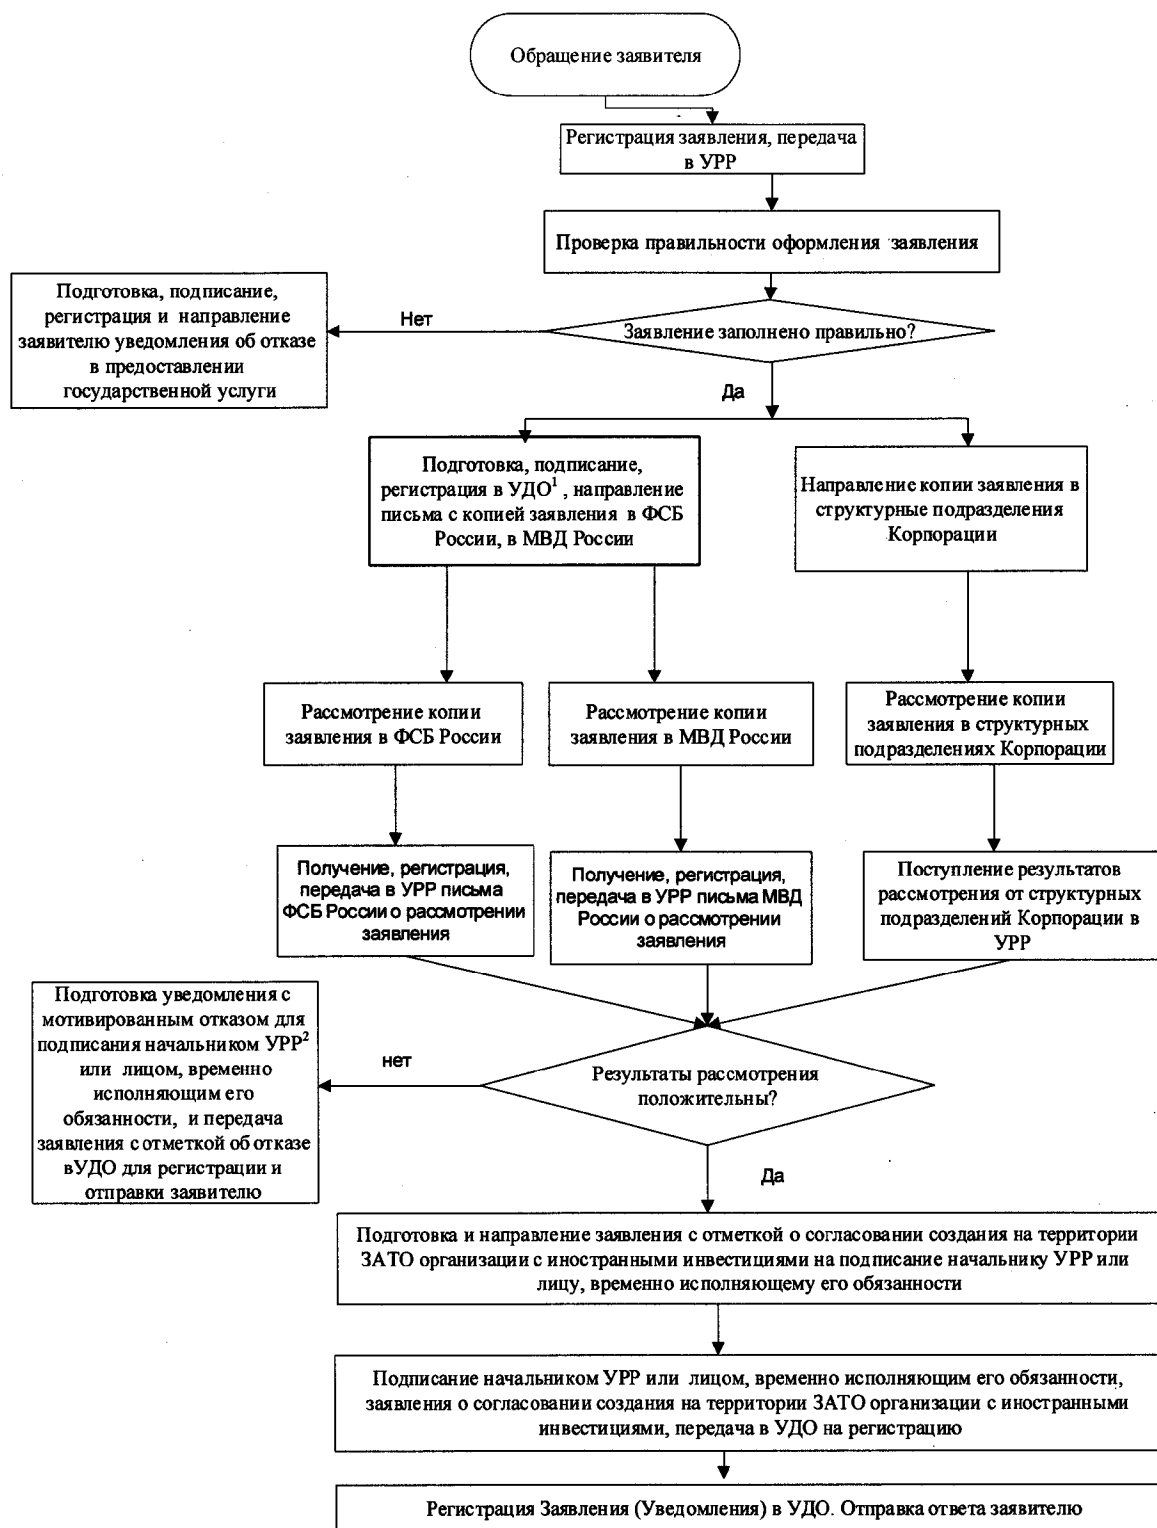 Обращение заявителя
Регистрация заявления, передача
в УРР
Проверка правильности оформления заявления
Заявление заполнено правильно?
Нет
Подготовка, подписание,
регистрация и направление
заявителю уведомления об отказе
в предоставлении
государственной услуги
Да
Подготовка, подписание,
регистрация в УДО¹ , направление
письма с копией заявления в ФСБ
России, в МВД России
Направление копии заявления в
структурные подразделения
Корпорации
Рассмотрение копии
заявления в ФСБ России
Рассмотрение копии
заявления в МВД России
Рассмотрение копии
заявления в структурных
подразделениях Корпорации
Получение, регистрация,
передача в УРР письма
ФСБ России о рассмотрении
заявления
Получение, регистрация,
передача в УРР письма МВД
России о рассмотрении
заявления
Поступление результатов
рассмотрения от структурных
подразделений Корпорации в
УРР
Результаты рассмотрения
положительны?
нет
Подготовка уведомления с
мотивированным отказом для
подписания начальником УРР²
или лицом, временно
исполняющим его
обязанности, и передача
заявления с отметкой об отказе
вУДО для регистрации и
отправки заявителю
Да
Подготовка и направление заявления с отметкой о согласовании создания на территории
ЗАТО организации с иностранными инвестициями на подписание начальнику УРР или
лицу, временно исполняющему его обязанности
Подписание начальником УРР или лицом, временно исполняющим его обязанности,
заявления о согласовании создания на территории ЗАТО организации с иностранными
инвестициями, передача в УДО на регистрацию
Регистрация Заявления (Уведомления) в УДО. Отправка ответа заявителю